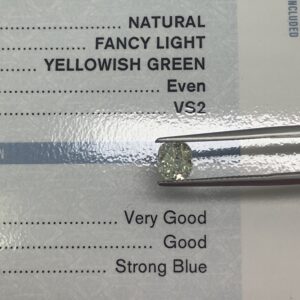 NATURAL
FANCY LIGHT
YELLOWISH GREEN
Even
VS2
Very Good
Good
Strong Blue